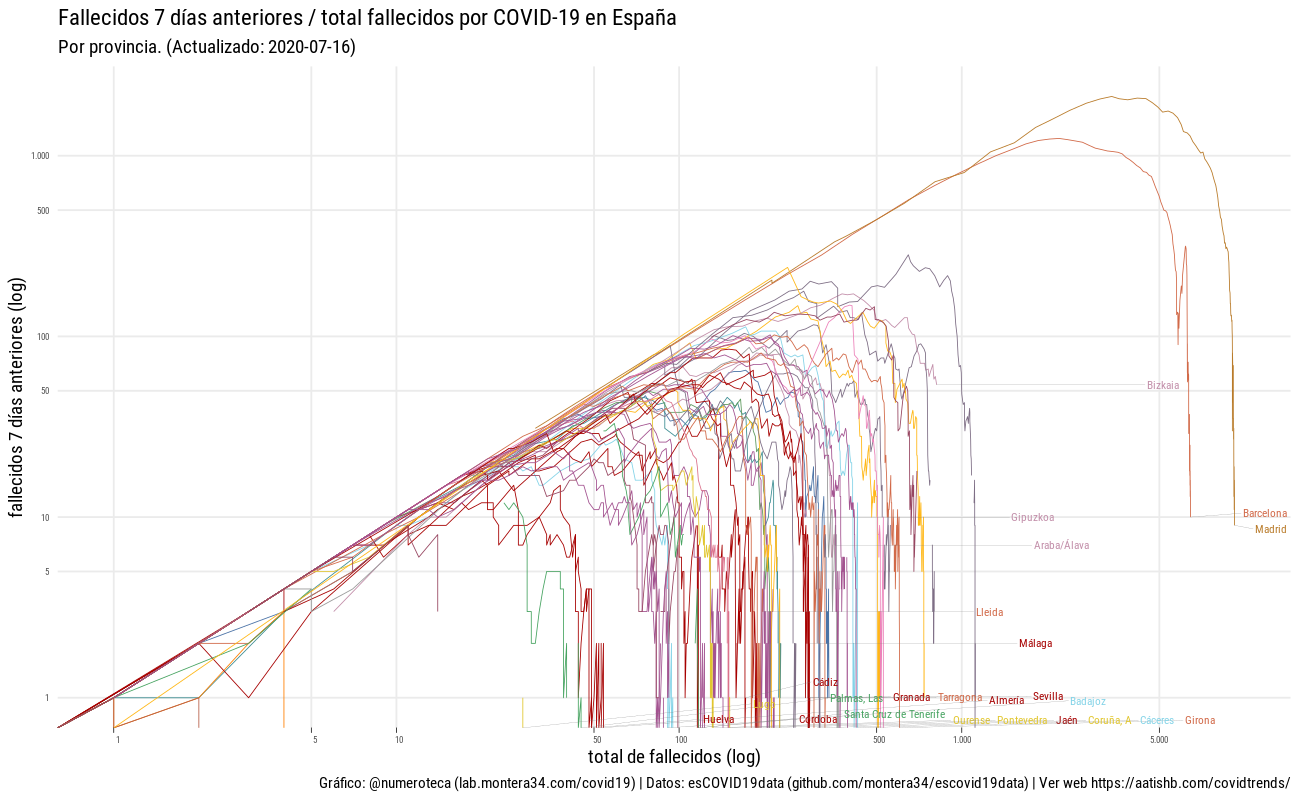 Fallecidos 7 días anteriores / total fallecidos por COVID-19 en España
Por provincia. (Actualizado: 2020-07-16)
fallecidos 7 días anteriores (log)
1.000
500
100
50
10
5
1
Bizkaia
Gipuzkoa
Barcelona
Madrid
Araba/Álava
Lleida
Málaga
Cádiz
Palmas, Las
Granada
Tarragona
Almería
Sevilla
Badajoz
Huelva
Córdoba
Santa Cruz de Tenerife
Ourense
Pontevedra
Jaén
Coruña, A
Cáceres
Girona
1
5
10
50
100
500
1.000
5.000
total de fallecidos (log)
Gráfico: @numeroteca (lab.montera34.com/covid19) | Datos: esCOVID19data (github.com/montera34/escovid19data) | Ver web https://aatishb.com/covidtrends/